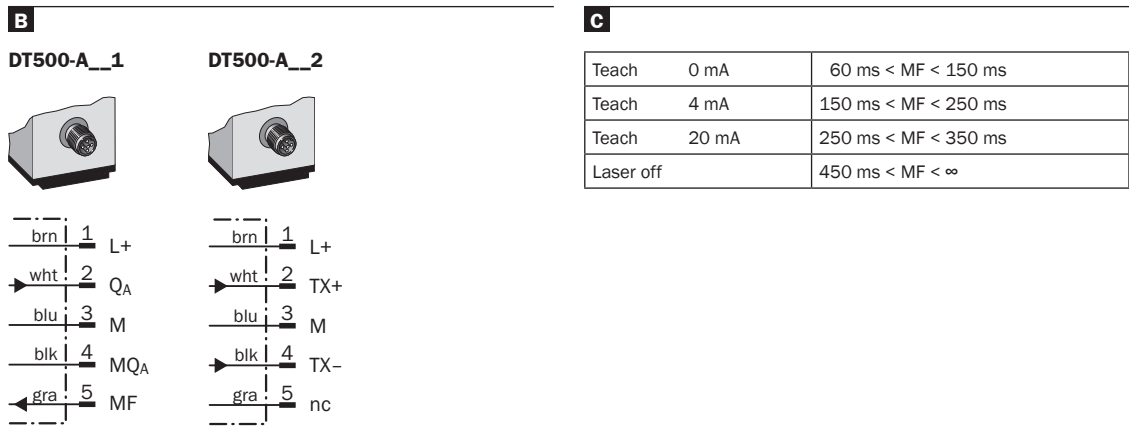 B
DT500-A__1
DT500-A__2
brn 1 L+
wht 2 QA
blu 3 M
blk 4 MQA
gra 5 MF
brn 1 L+
wht 2 TX+
blu 3 M
blk 4 TX–
gra 5 nc
C
Teach 0 mA 60 ms < MF < 150 ms
Teach 4 mA 150 ms < MF < 250 ms
Teach 20 mA 250 ms < MF < 350 ms
Laser off 450 ms < MF < ∞